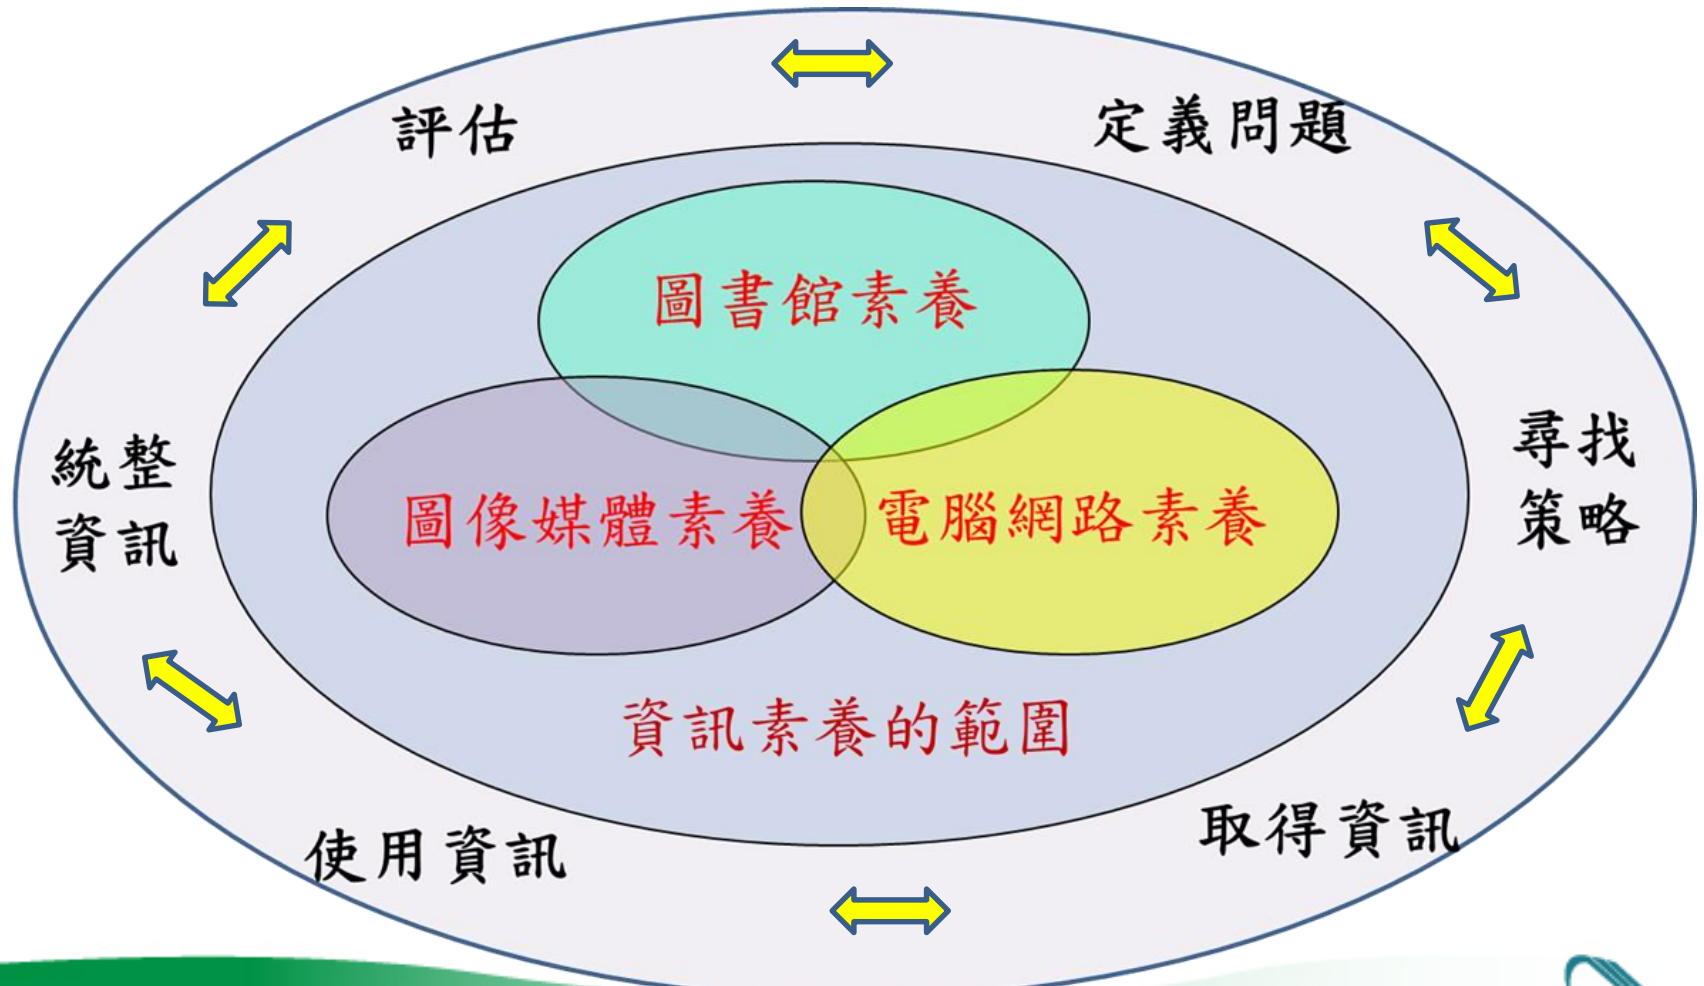 評估
定義問題
圖書館素養
統整
資訊
尋找
策略
圖像媒體素養
電腦網路素養
資訊素養的範圍
使用資訊
取得資訊